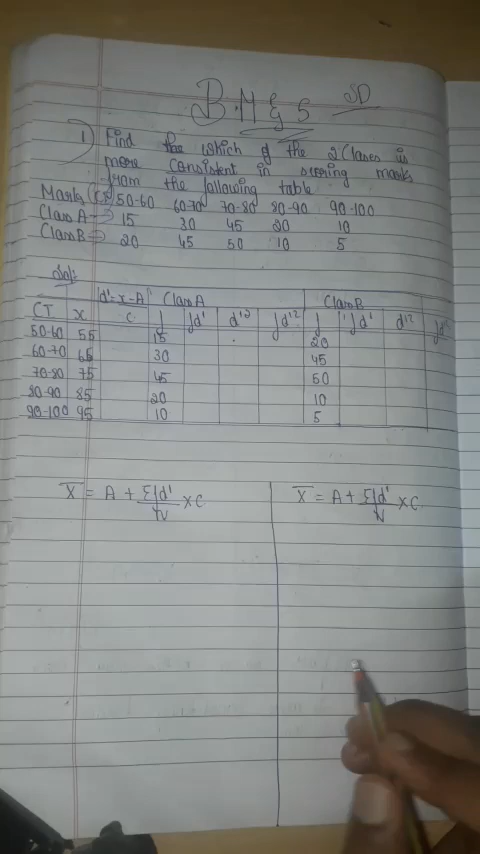 B.M & S SD
1) Find the which of the 2 Classes is
more consistent in scoring marks
from the following table
Marks 50-60 60-70 70-80 80-90 90-100
Class A → 15 30 45 20 10
Class B → 20 45 50 10 5
Sol:
d' = x - A Class A Class B
CT x C f fd' d'² fd'² f fd' d'² fd'²
50-60 55 15 20
60-70 65 30 45
70-80 75 45 50
80-90 85 20 10
90-100 95 10 5
X̄ = A + Σfd' / N × C X̄ = A + Σfd' / N × C